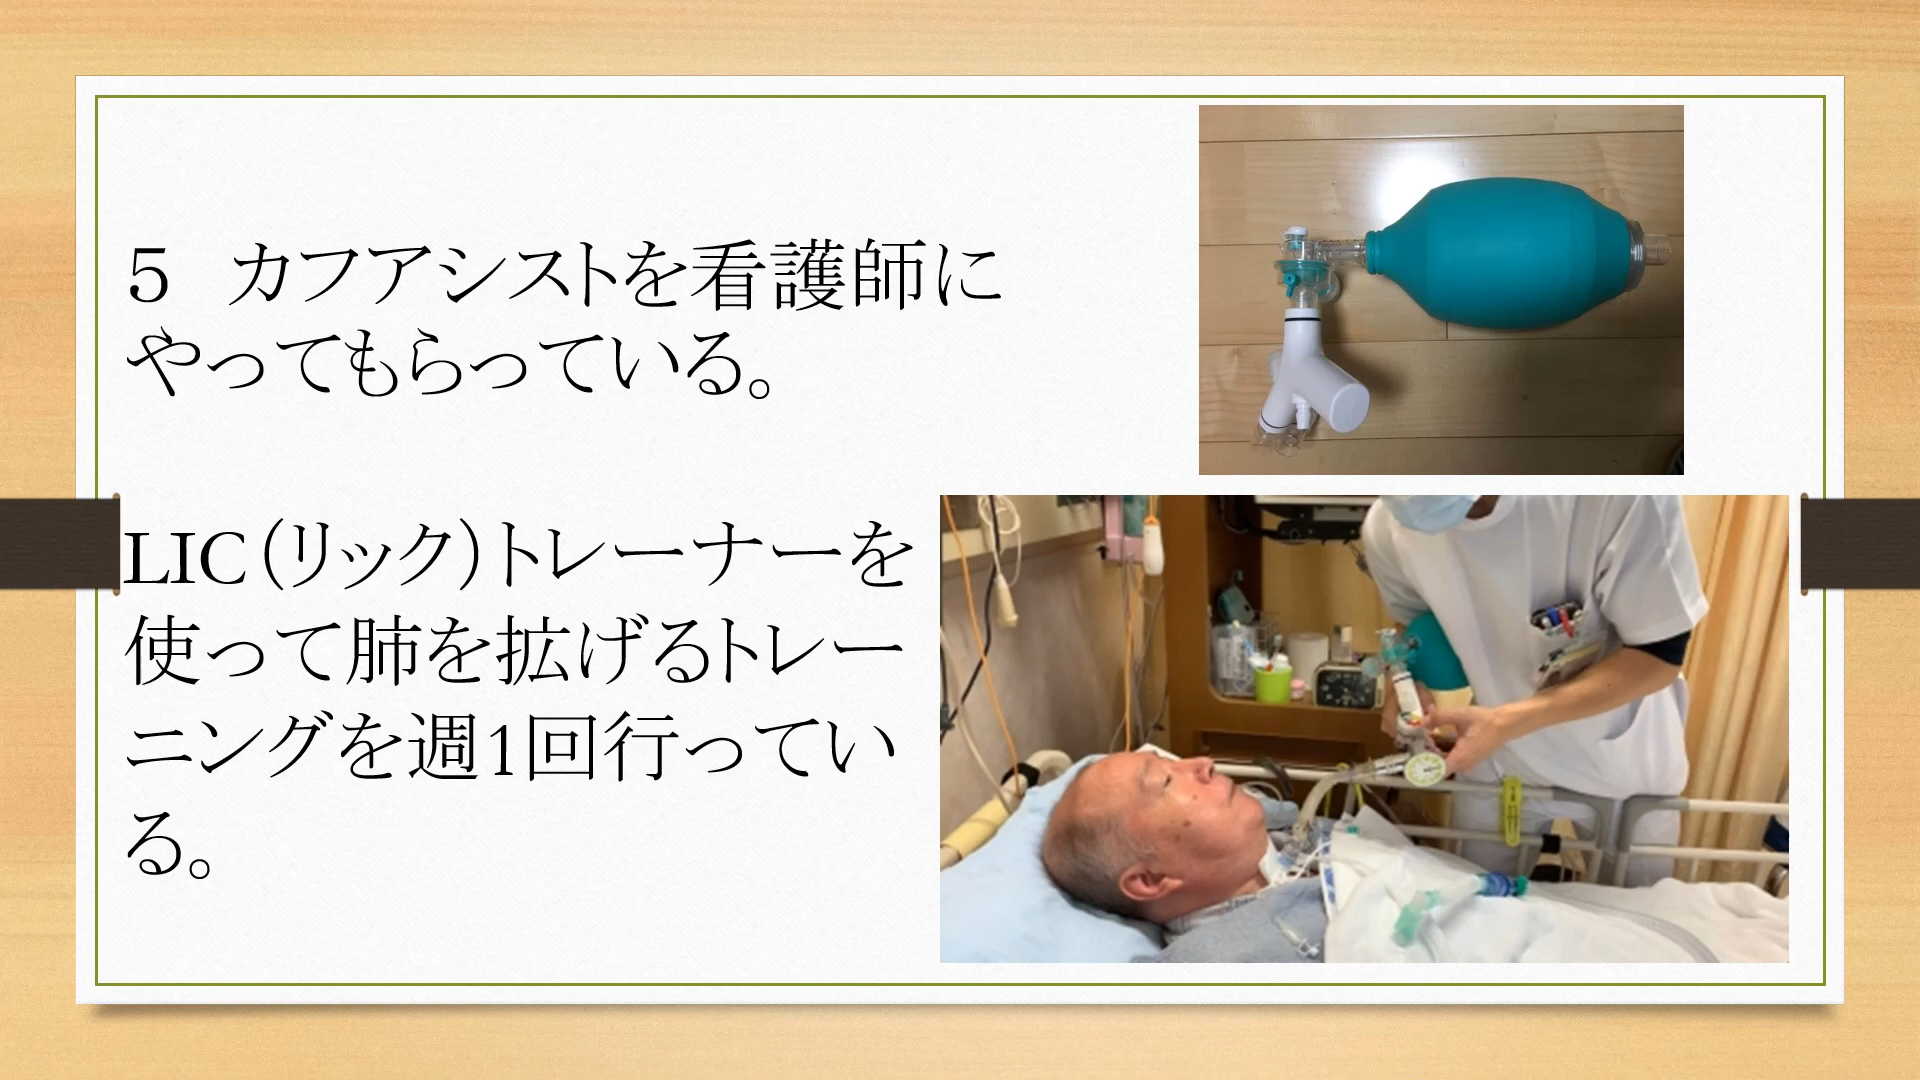 5　カフアシストを看護師に
やってもらっている。
LIC（リック）トレーナーを
使って肺を拡げるトレー
ニングを週1回行ってい
る。